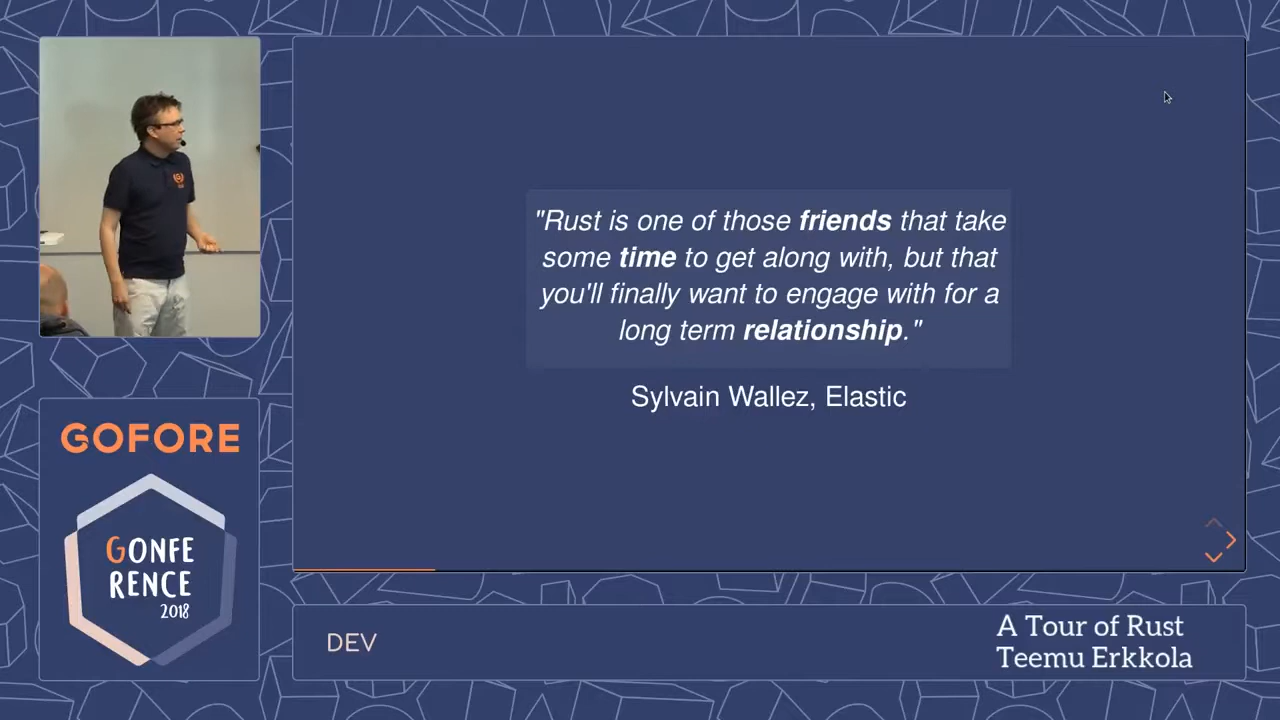 "Rust is one of those friends that take
some time to get along with, but that
you'll finally want to engage with for a
long term relationship."
Sylvain Wallez, Elastic
GOFORE
GONFE
RENCE
2018
DEV
A Tour of Rust
Teemu Erkkola